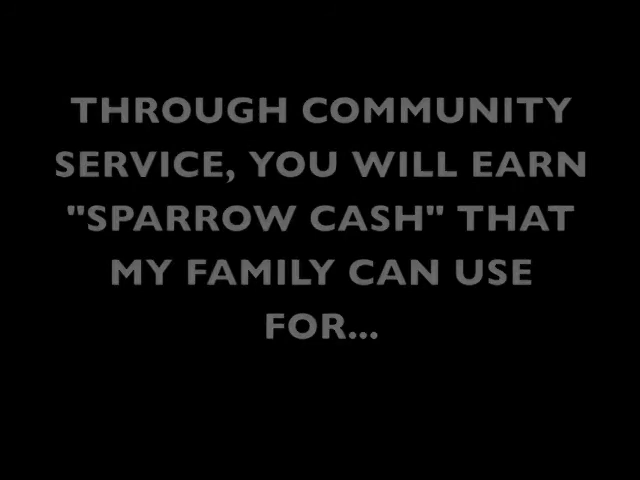 THROUGH COMMUNITY
SERVICE, YOU WILL EARN
"SPARROW CASH" THAT
MY FAMILY CAN USE
FOR...